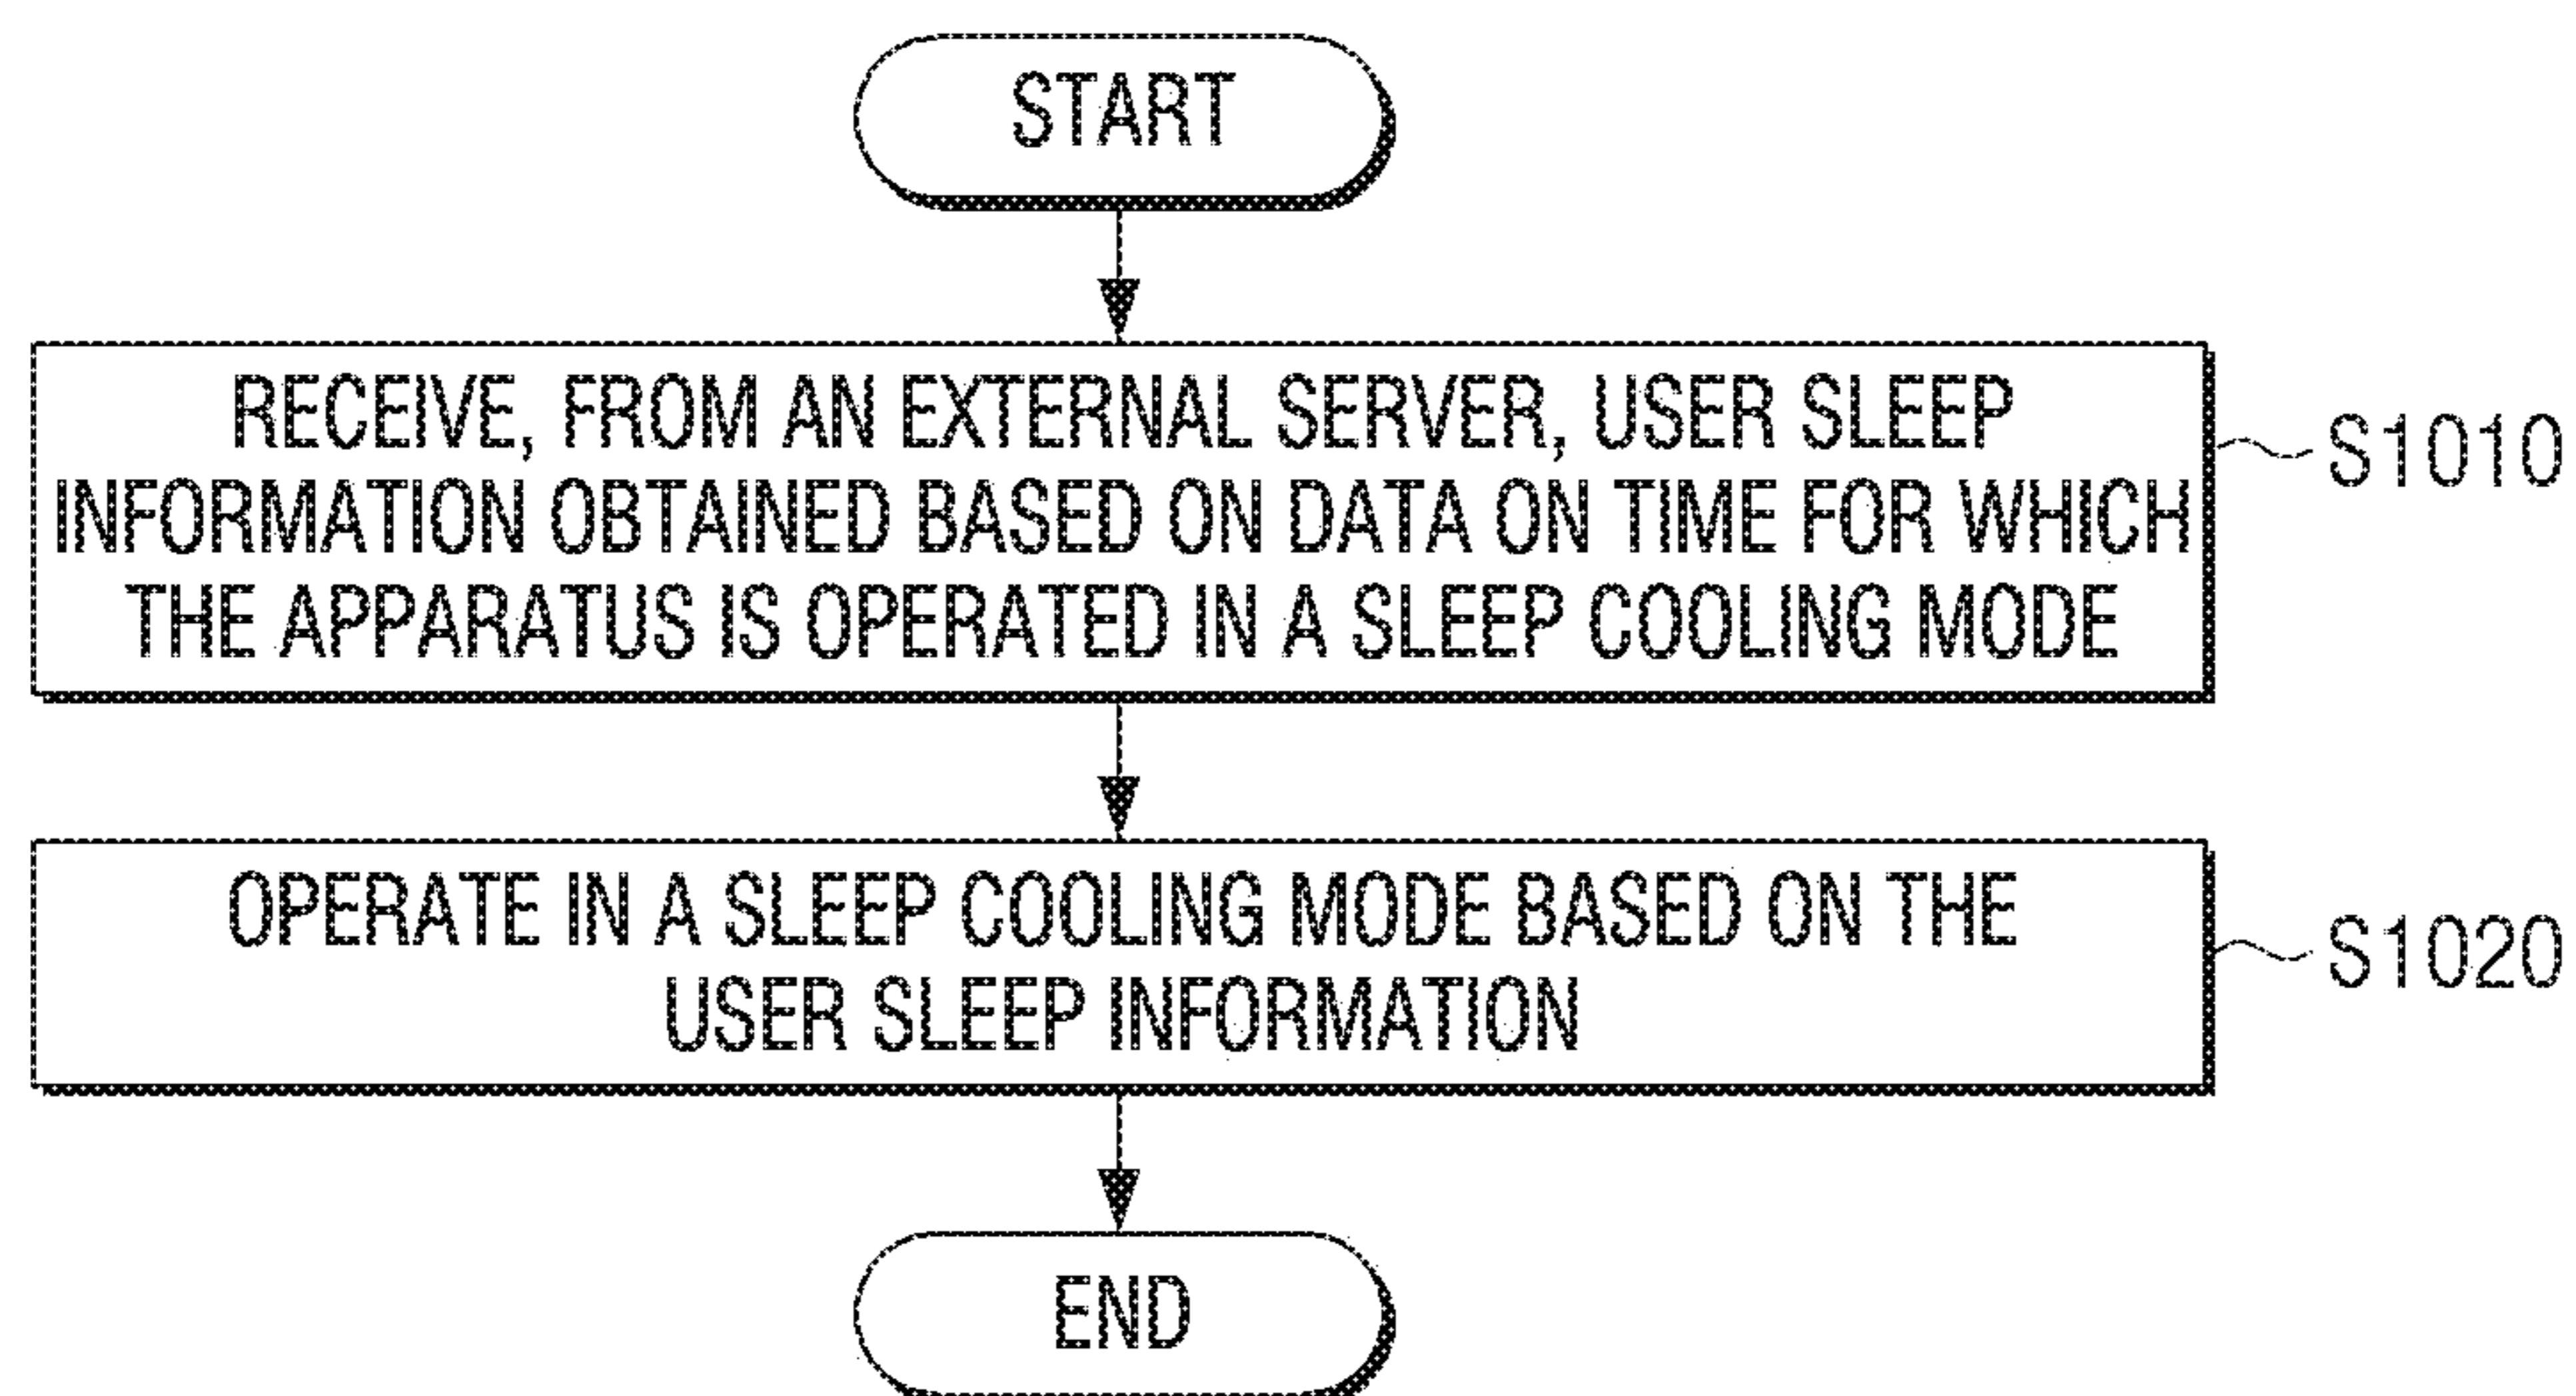 START
RECEIVE, FROM AN EXTERNAL SERVER, USER SLEEP
INFORMATION OBTAINED BASED ON DATA ON TIME FOR WHICH
THE APPARATUS IS OPERATED IN A SLEEP COOLING MODE
S1010
OPERATE IN A SLEEP COOLING MODE BASED ON THE
USER SLEEP INFORMATION
S1020
END